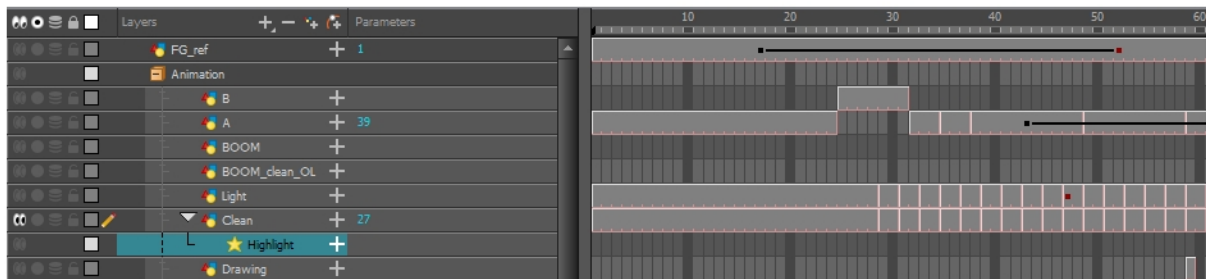 Layers Parameters 10 20 30 40 50 60
FG_ref 1
Animation
B
A 39
BOOM
BOOM_clean_OL
Light
Clean 27
Highlight
Drawing